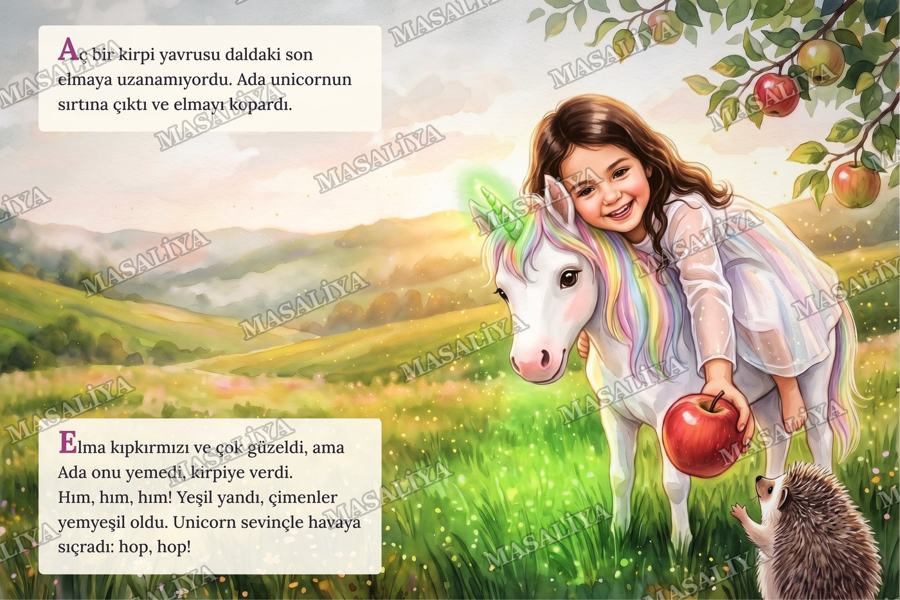 Aç bir kirpi yavrusu daldaki son
elmaya uzanamıyordu. Ada unicornun
sırtına çıktı ve elmayı kopardı.
Elma kıpkırmızı ve çok güzeldi, ama
Ada onu yemedi, kirpiye verdi.
Hım, hım, hım! Yeşil yandı, çimenler
yemyeşil oldu. Unicorn sevinçle havaya
sıçradı: hop, hop!
MASALİYA